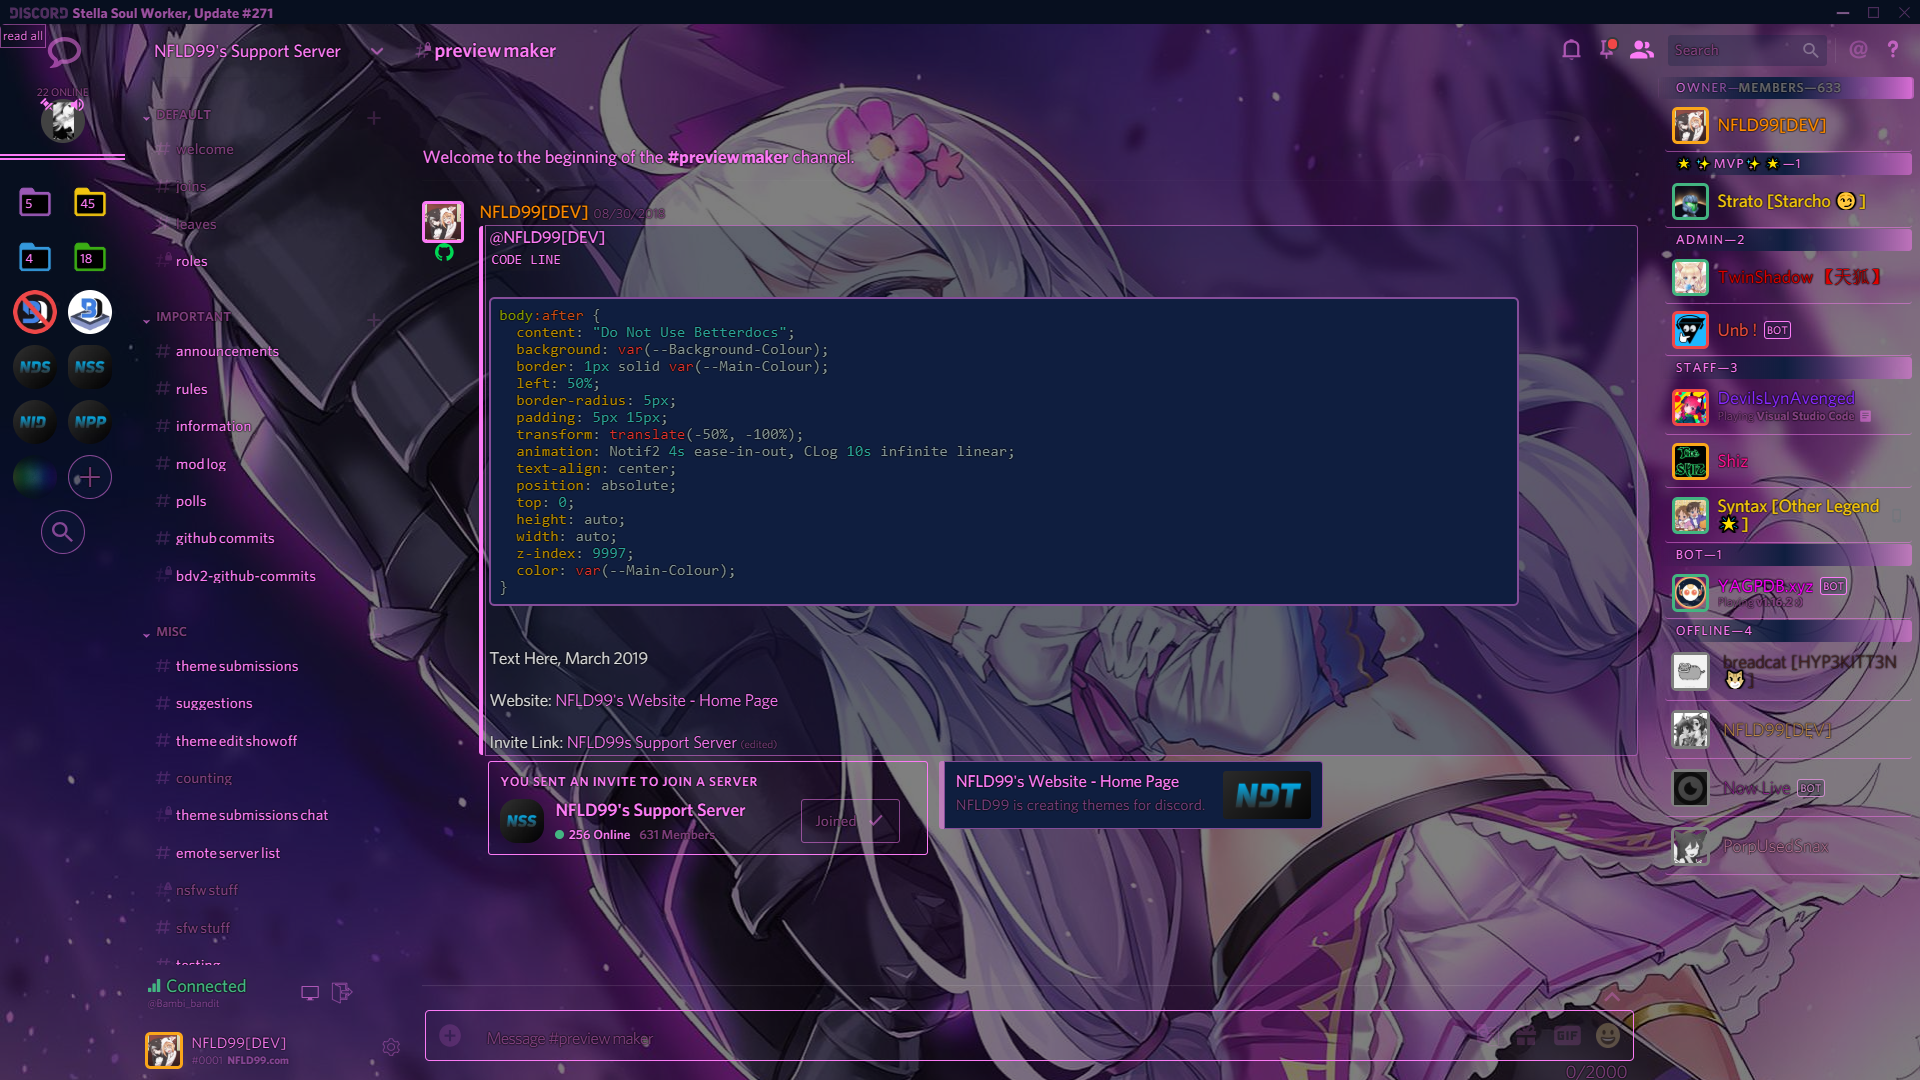 DISCORD Stella Soul Worker, Update #271
read all
NFLD99's Support Server
preview maker
Search
22 ONLINE
5
45
4
18
NDS
NSS
NID
NPP
DEFAULT
welcome
joins
leaves
roles
IMPORTANT
announcements
rules
information
mod log
polls
github commits
bdv2-github-commits
MISC
theme submissions
suggestions
theme edit showoff
counting
theme submissions chat
emote server list
nsfw stuff
sfw stuff
testing
Connected
@Bambi_bandit
NFLD99[DEV]
#0001 NFLD99.com
Welcome to the beginning of the #preview maker channel.
NFLD99[DEV] 08/30/2018
@NFLD99[DEV]
CODE LINE
body:after {
content: "Do Not Use Betterdocs";
background: var(--Background-Colour);
border: 1px solid var(--Main-Colour);
left: 50%;
border-radius: 5px;
padding: 5px 15px;
transform: translate(-50%, -100%);
animation: Notif2 4s ease-in-out, CLog 10s infinite linear;
text-align: center;
position: absolute;
top: 0;
height: auto;
width: auto;
z-index: 9997;
color: var(--Main-Colour);
}
Text Here, March 2019
Website: NFLD99's Website - Home Page
Invite Link: NFLD99s Support Server (edited)
YOU SENT AN INVITE TO JOIN A SERVER
NSS
NFLD99's Support Server
256 Online 631 Members
Joined
NFLD99's Website - Home Page
NFLD99 is creating themes for discord.
NDT
Message #preview maker
GIF
0/2000
OWNER—MEMBERS—633
NFLD99[DEV]
MVP—1
Strato [Starcho 😏]
ADMIN—2
TwinShadow 【天狐】
Unb ! BOT
STAFF—3
DevilsLynAvenged
Playing Visual Studio Code
Shiz
The Shiz
Syntax [Other Legend
🌟]
BOT—1
YAGPDB.xyz BOT
Playing v1.16.2 :)
OFFLINE—4
breadcat [HYP3KITT3N
🐱]
NFLD99[DEV]
Now Live BOT
PorpUsedSnax